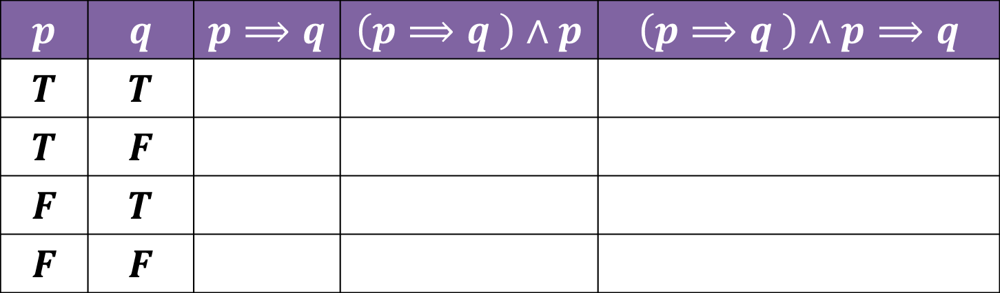 p q p ⟹ q (p ⟹ q ) ∧ p (p ⟹ q ) ∧ p ⟹ q
T T
T F
F T
F F